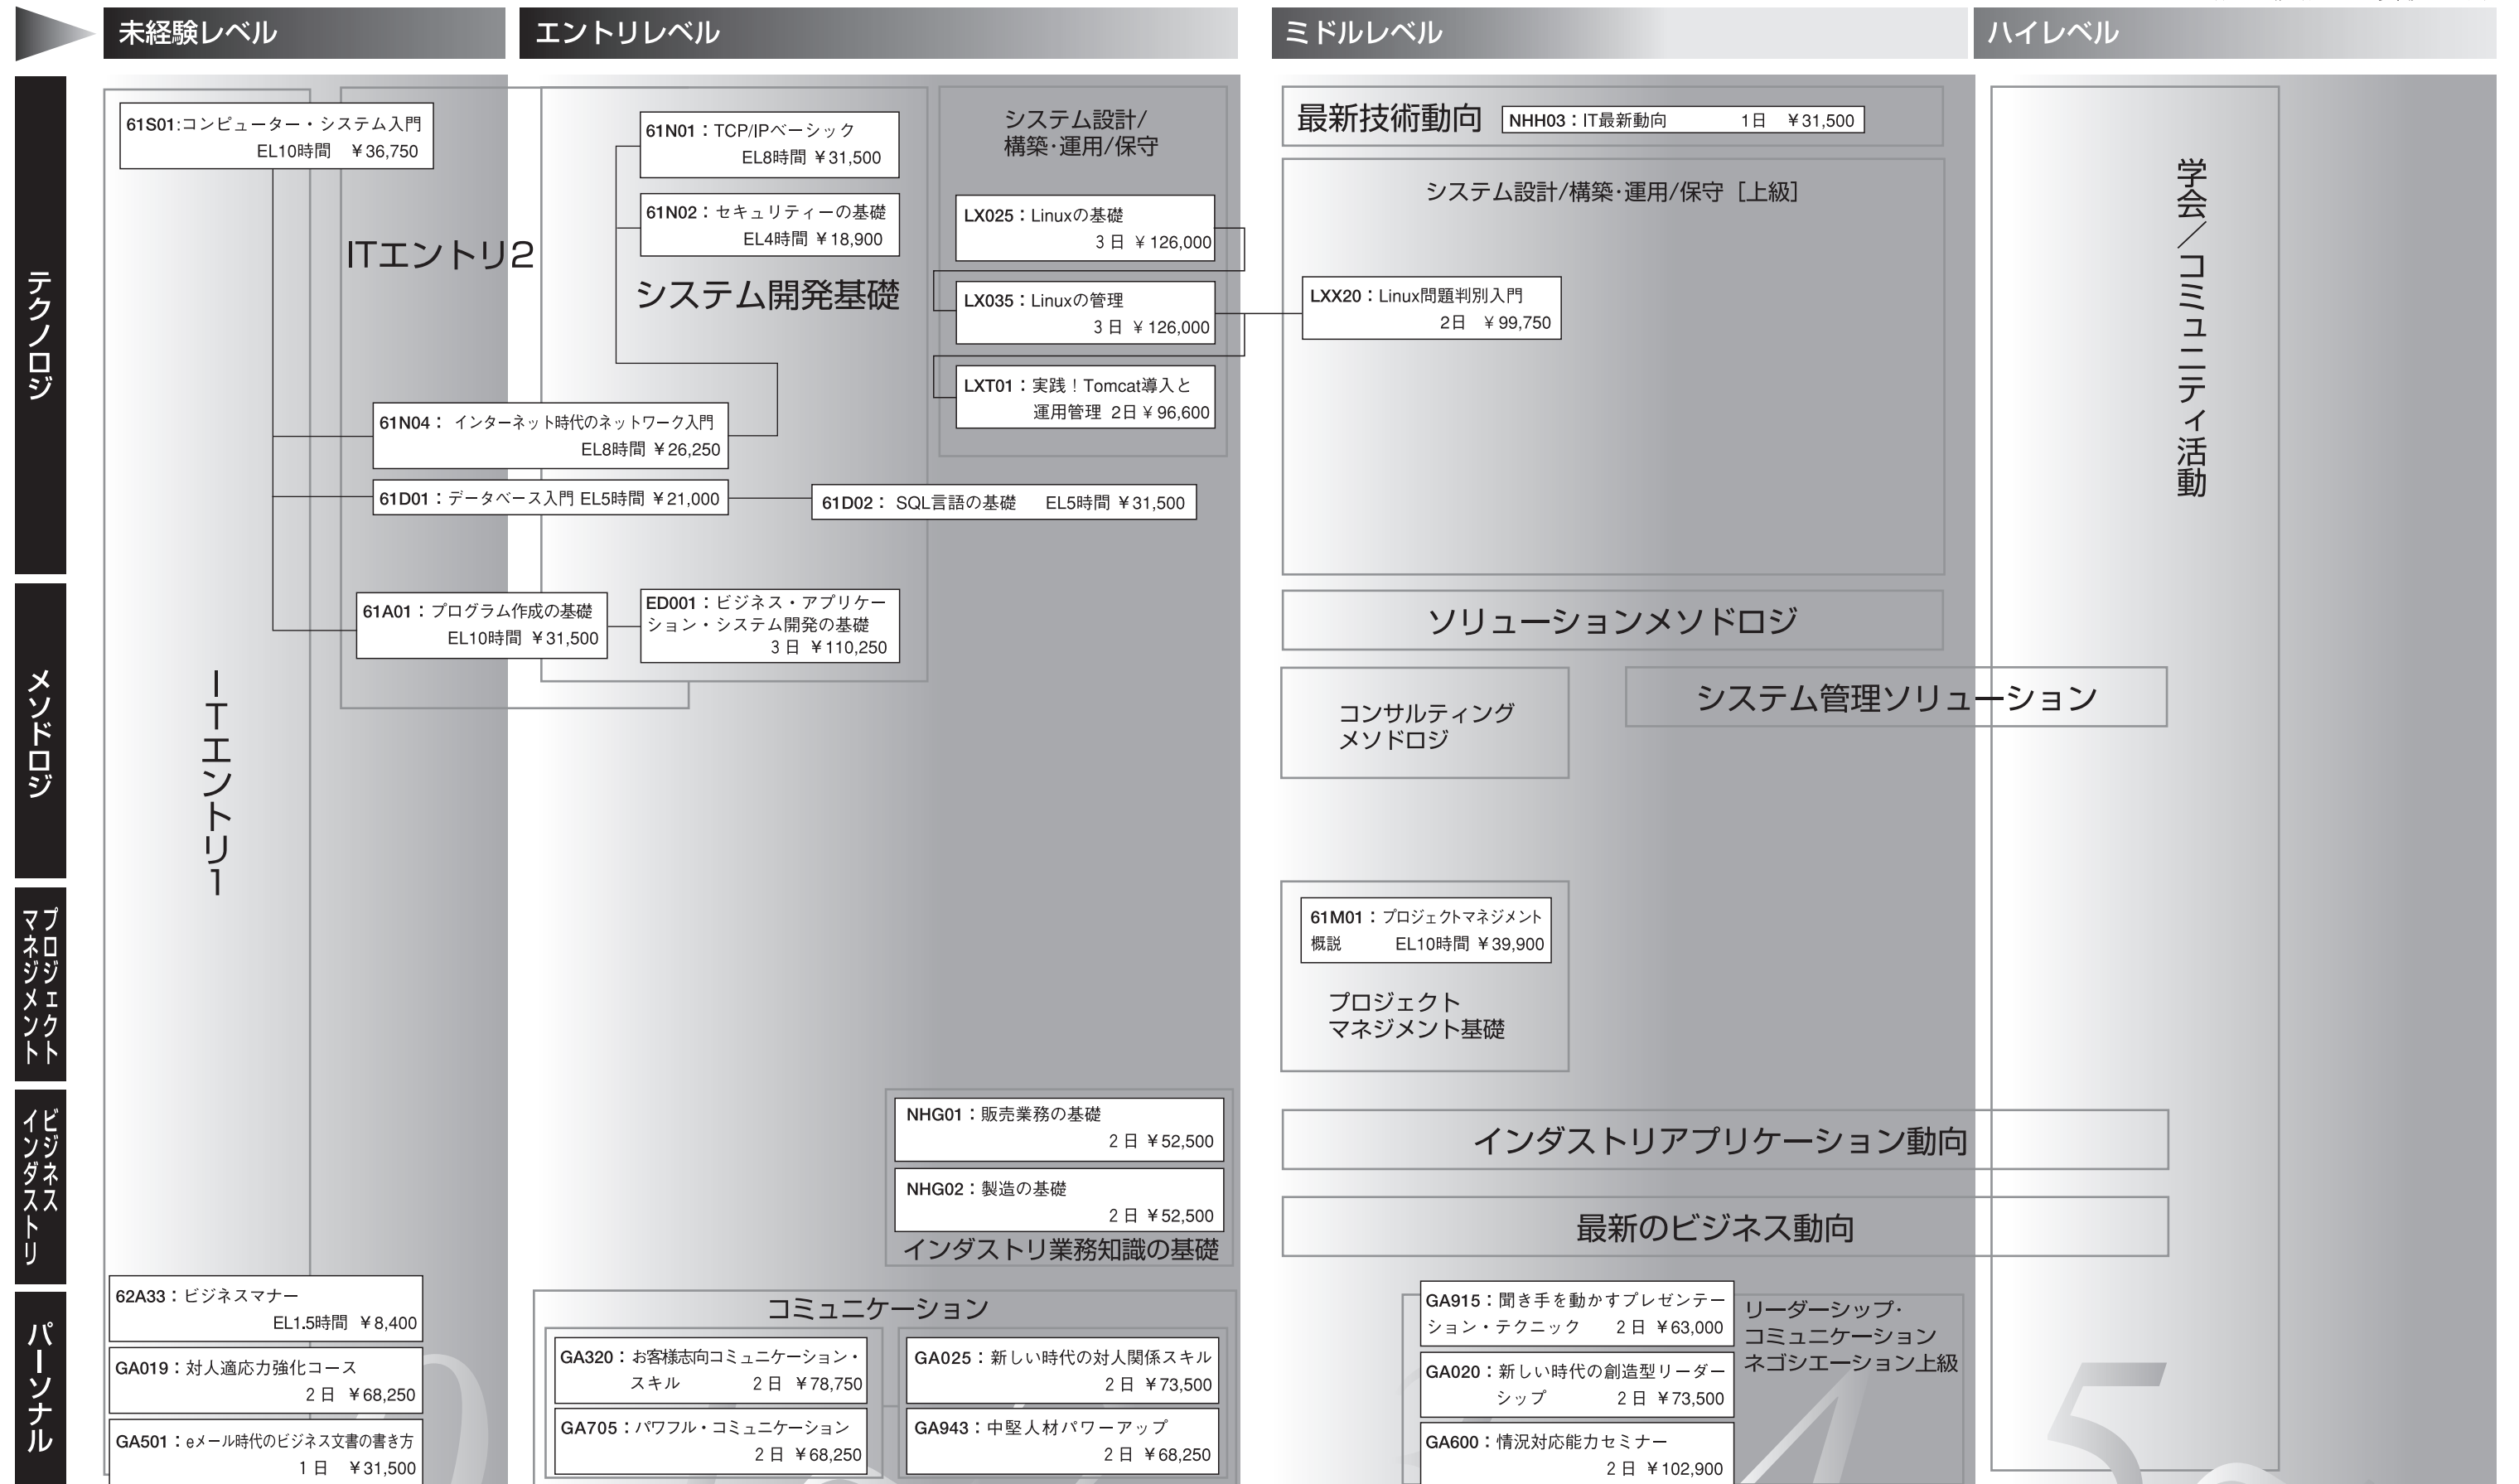 未経験レベル
エントリレベル
ミドルレベル
ハイレベル
テクノロジ
メソドロジ
プロジェクト
マネジメント
ビジネス
インダストリ
パーソナル
61S01:コンピューター・システム入門
EL10時間 ¥36,750
ITエントリ2
ITエントリ1
61N01：TCP/IPベーシック
EL8時間 ¥31,500
61N02：セキュリティーの基礎
EL4時間 ¥18,900
システム開発基礎
61N04： インターネット時代のネットワーク入門
EL8時間 ¥26,250
61D01：データベース入門 EL5時間 ¥21,000
61D02： SQL言語の基礎 EL5時間 ¥31,500
61A01：プログラム作成の基礎
EL10時間 ¥31,500
ED001：ビジネス・アプリケー
ション・システム開発の基礎
3 日 ¥110,250
システム設計/
構築･運用/保守
LX025：Linuxの基礎
3 日 ¥126,000
LX035：Linuxの管理
3 日 ¥126,000
LXT01：実践！Tomcat導入と
運用管理 2日 ¥96,600
最新技術動向
NHH03：IT最新動向 1日 ¥31,500
システム設計/構築･運用/保守［上級］
LXX20：Linux問題判別入門
2日 ¥99,750
学会／コミュニティ活動
ソリューションメソドロジ
コンサルティング
メソドロジ
システム管理ソリューション
61M01：プロジェクトマネジメント
概説 EL10時間 ¥39,900
プロジェクト
マネジメント基礎
NHG01：販売業務の基礎
2 日 ¥52,500
NHG02：製造の基礎
2 日 ¥52,500
インダストリ業務知識の基礎
インダストリアプリケーション動向
最新のビジネス動向
62A33：ビジネスマナー
EL1.5時間 ¥8,400
GA019：対人適応力強化コース
2 日 ¥68,250
GA501：eメール時代のビジネス文書の書き方
1 日 ¥31,500
コミュニケーション
GA320：お客様志向コミュニケーション・
スキル 2 日 ¥78,750
GA705：パワフル・コミュニケーション
2 日 ¥68,250
GA025：新しい時代の対人関係スキル
2 日 ¥73,500
GA943：中堅人材パワーアップ
2 日 ¥68,250
GA915：聞き手を動かすプレゼンテー
ション・テクニック 2 日 ¥63,000
GA020：新しい時代の創造型リーダー
シップ 2 日 ¥73,500
GA600：情況対応能力セミナー
2 日 ¥102,900
リーダーシップ･
コミュニケーション
ネゴシエーション上級
4
5